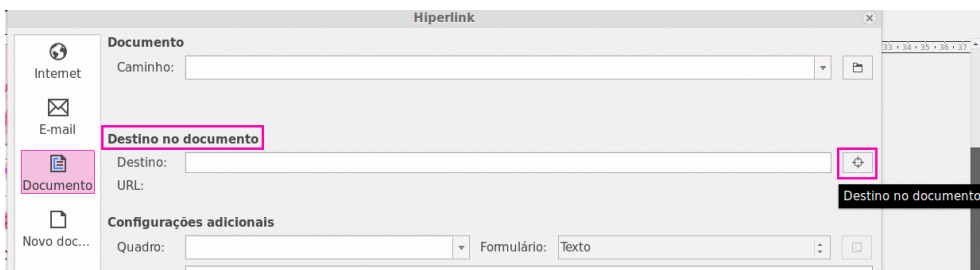 Hiperlink
Internet
E-mail
Documento
Novo doc...
Documento
Caminho:
Destino no documento
Destino:
URL:
Destino no documento
Configurações adicionais
Quadro:
Formulário: Texto
33 · 34 · 35 · 36 · 37